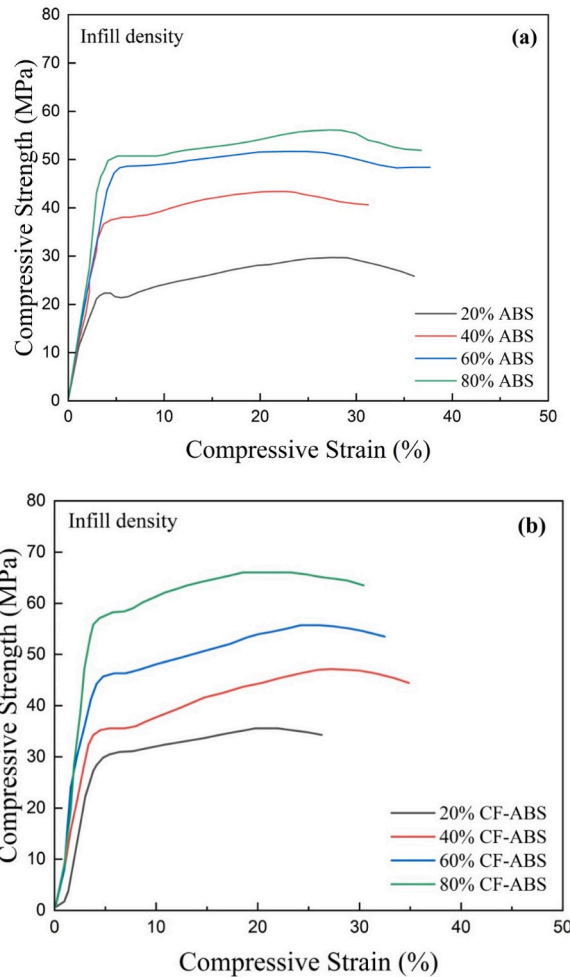 Infill density
(a)
80
70
60
50
40
30
20
10
0
Compressive Strength (MPa)
20% ABS
40% ABS
60% ABS
80% ABS
0 10 20 30 40 50
Compressive Strain (%)
Infill density
(b)
80
70
60
50
40
30
20
10
0
Compressive Strength (MPa)
20% CF-ABS
40% CF-ABS
60% CF-ABS
80% CF-ABS
0 10 20 30 40 50
Compressive Strain (%)